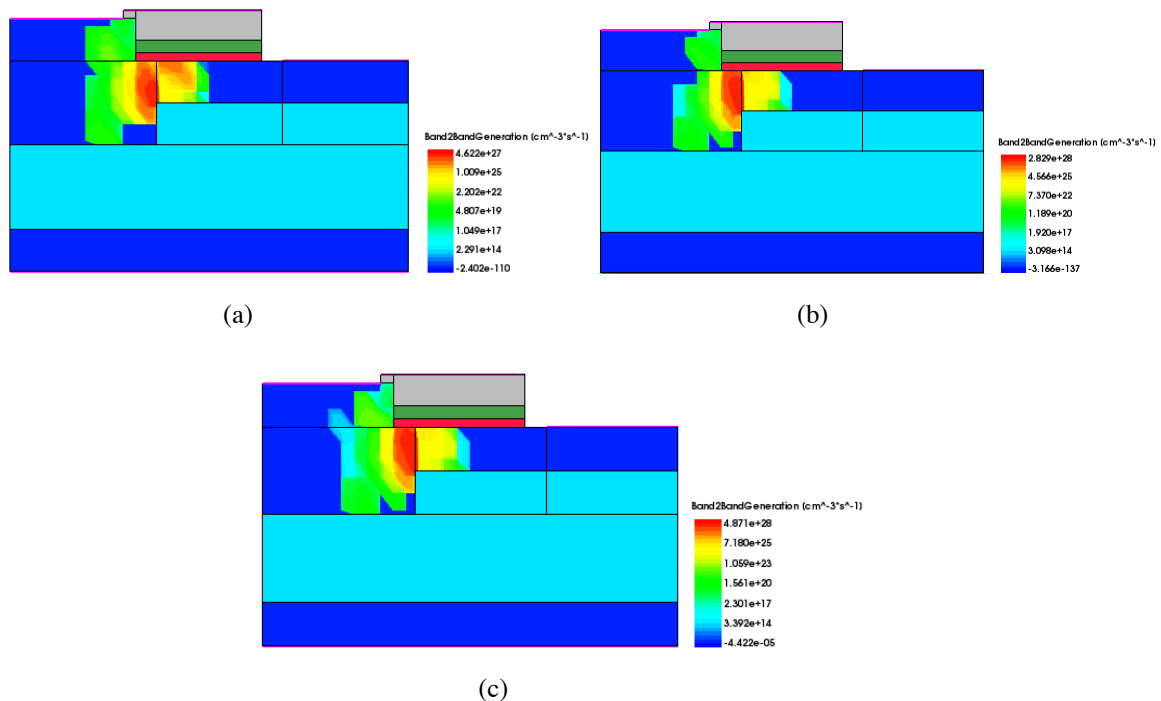 Band2BandGeneration (cm^-3*s^-1)
4.622e+27
1.009e+25
2.202e+22
4.807e+19
1.049e+17
2.291e+14
-2.402e-110
(a)
Band2BandGeneration (cm^-3*s^-1)
2.829e+28
4.566e+25
7.370e+22
1.189e+20
1.920e+17
3.098e+14
-3.166e-137
(b)
Band2BandGeneration (cm^-3*s^-1)
4.871e+28
7.180e+25
1.059e+23
1.561e+20
2.301e+17
3.392e+14
-4.422e-05
(c)